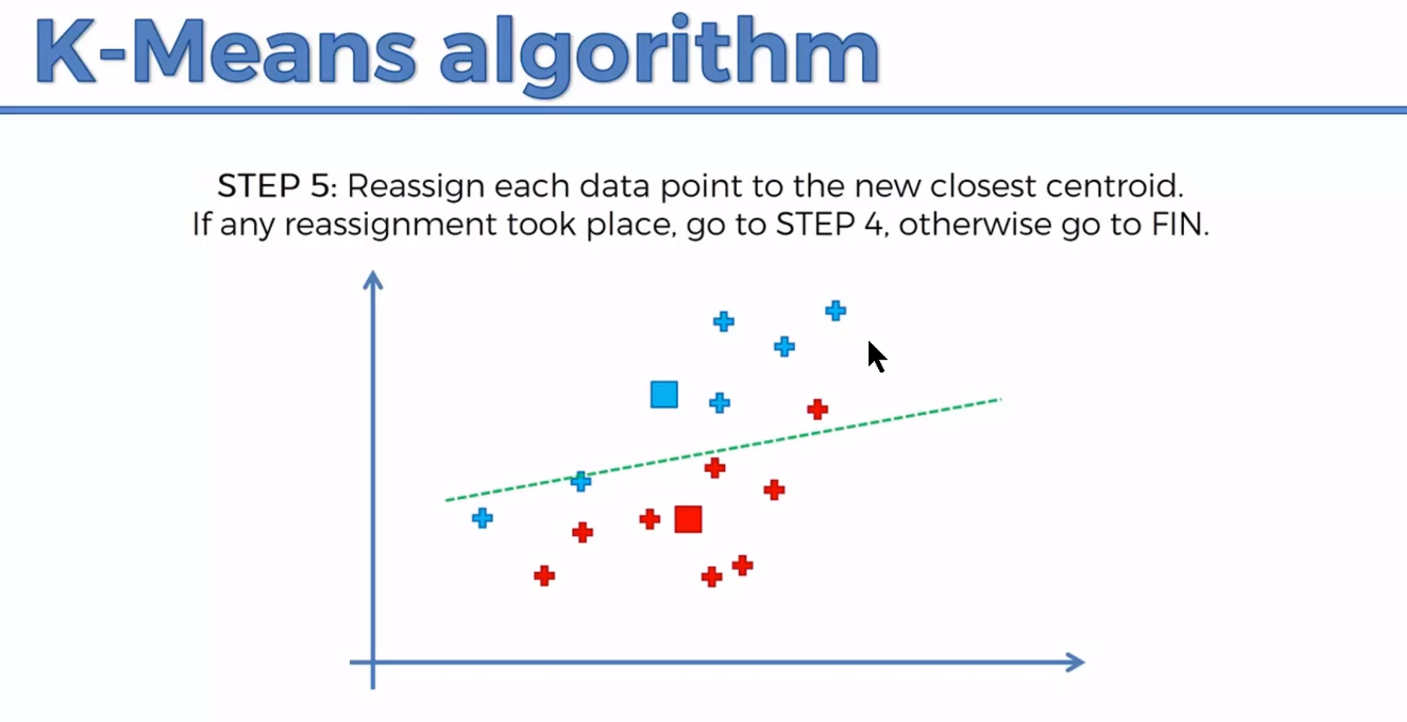 K-Means algorithm
STEP 5: Reassign each data point to the new closest centroid.
If any reassignment took place, go to STEP 4, otherwise go to FIN.